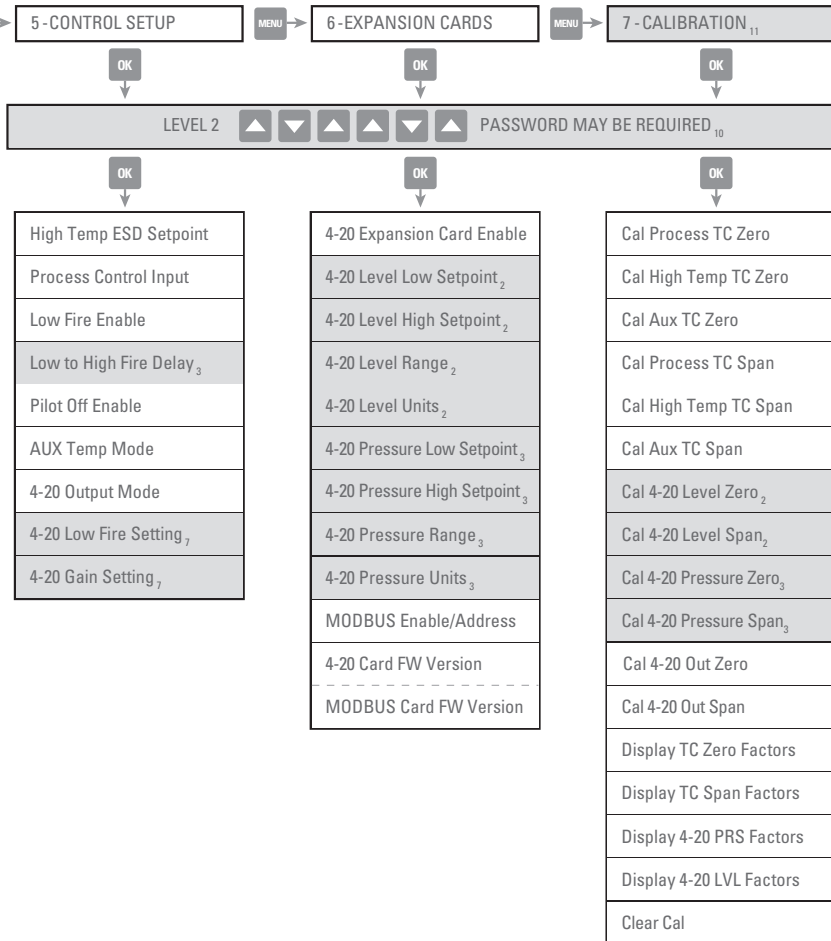 5 - CONTROL SETUP MENU 6 - EXPANSION CARDS MENU 7 - CALIBRATION 11
OK OK OK
LEVEL 2 PASSWORD MAY BE REQUIRED 10
OK OK OK
High Temp ESD Setpoint
Process Control Input
Low Fire Enable
Low to High Fire Delay 3
Pilot Off Enable
AUX Temp Mode
4-20 Output Mode
4-20 Low Fire Setting 7
4-20 Gain Setting 7
4-20 Expansion Card Enable
4-20 Level Low Setpoint 2
4-20 Level High Setpoint 2
4-20 Level Range 2
4-20 Level Units 2
4-20 Pressure Low Setpoint 3
4-20 Pressure High Setpoint 3
4-20 Pressure Range 3
4-20 Pressure Units 3
MODBUS Enable/Address
4-20 Card FW Version
MODBUS Card FW Version
Cal Process TC Zero
Cal High Temp TC Zero
Cal Aux TC Zero
Cal Process TC Span
Cal High Temp TC Span
Cal Aux TC Span
Cal 4-20 Level Zero 2
Cal 4-20 Level Span 2
Cal 4-20 Pressure Zero 3
Cal 4-20 Pressure Span 3
Cal 4-20 Out Zero
Cal 4-20 Out Span
Display TC Zero Factors
Display TC Span Factors
Display 4-20 PRS Factors
Display 4-20 LVL Factors
Clear Cal